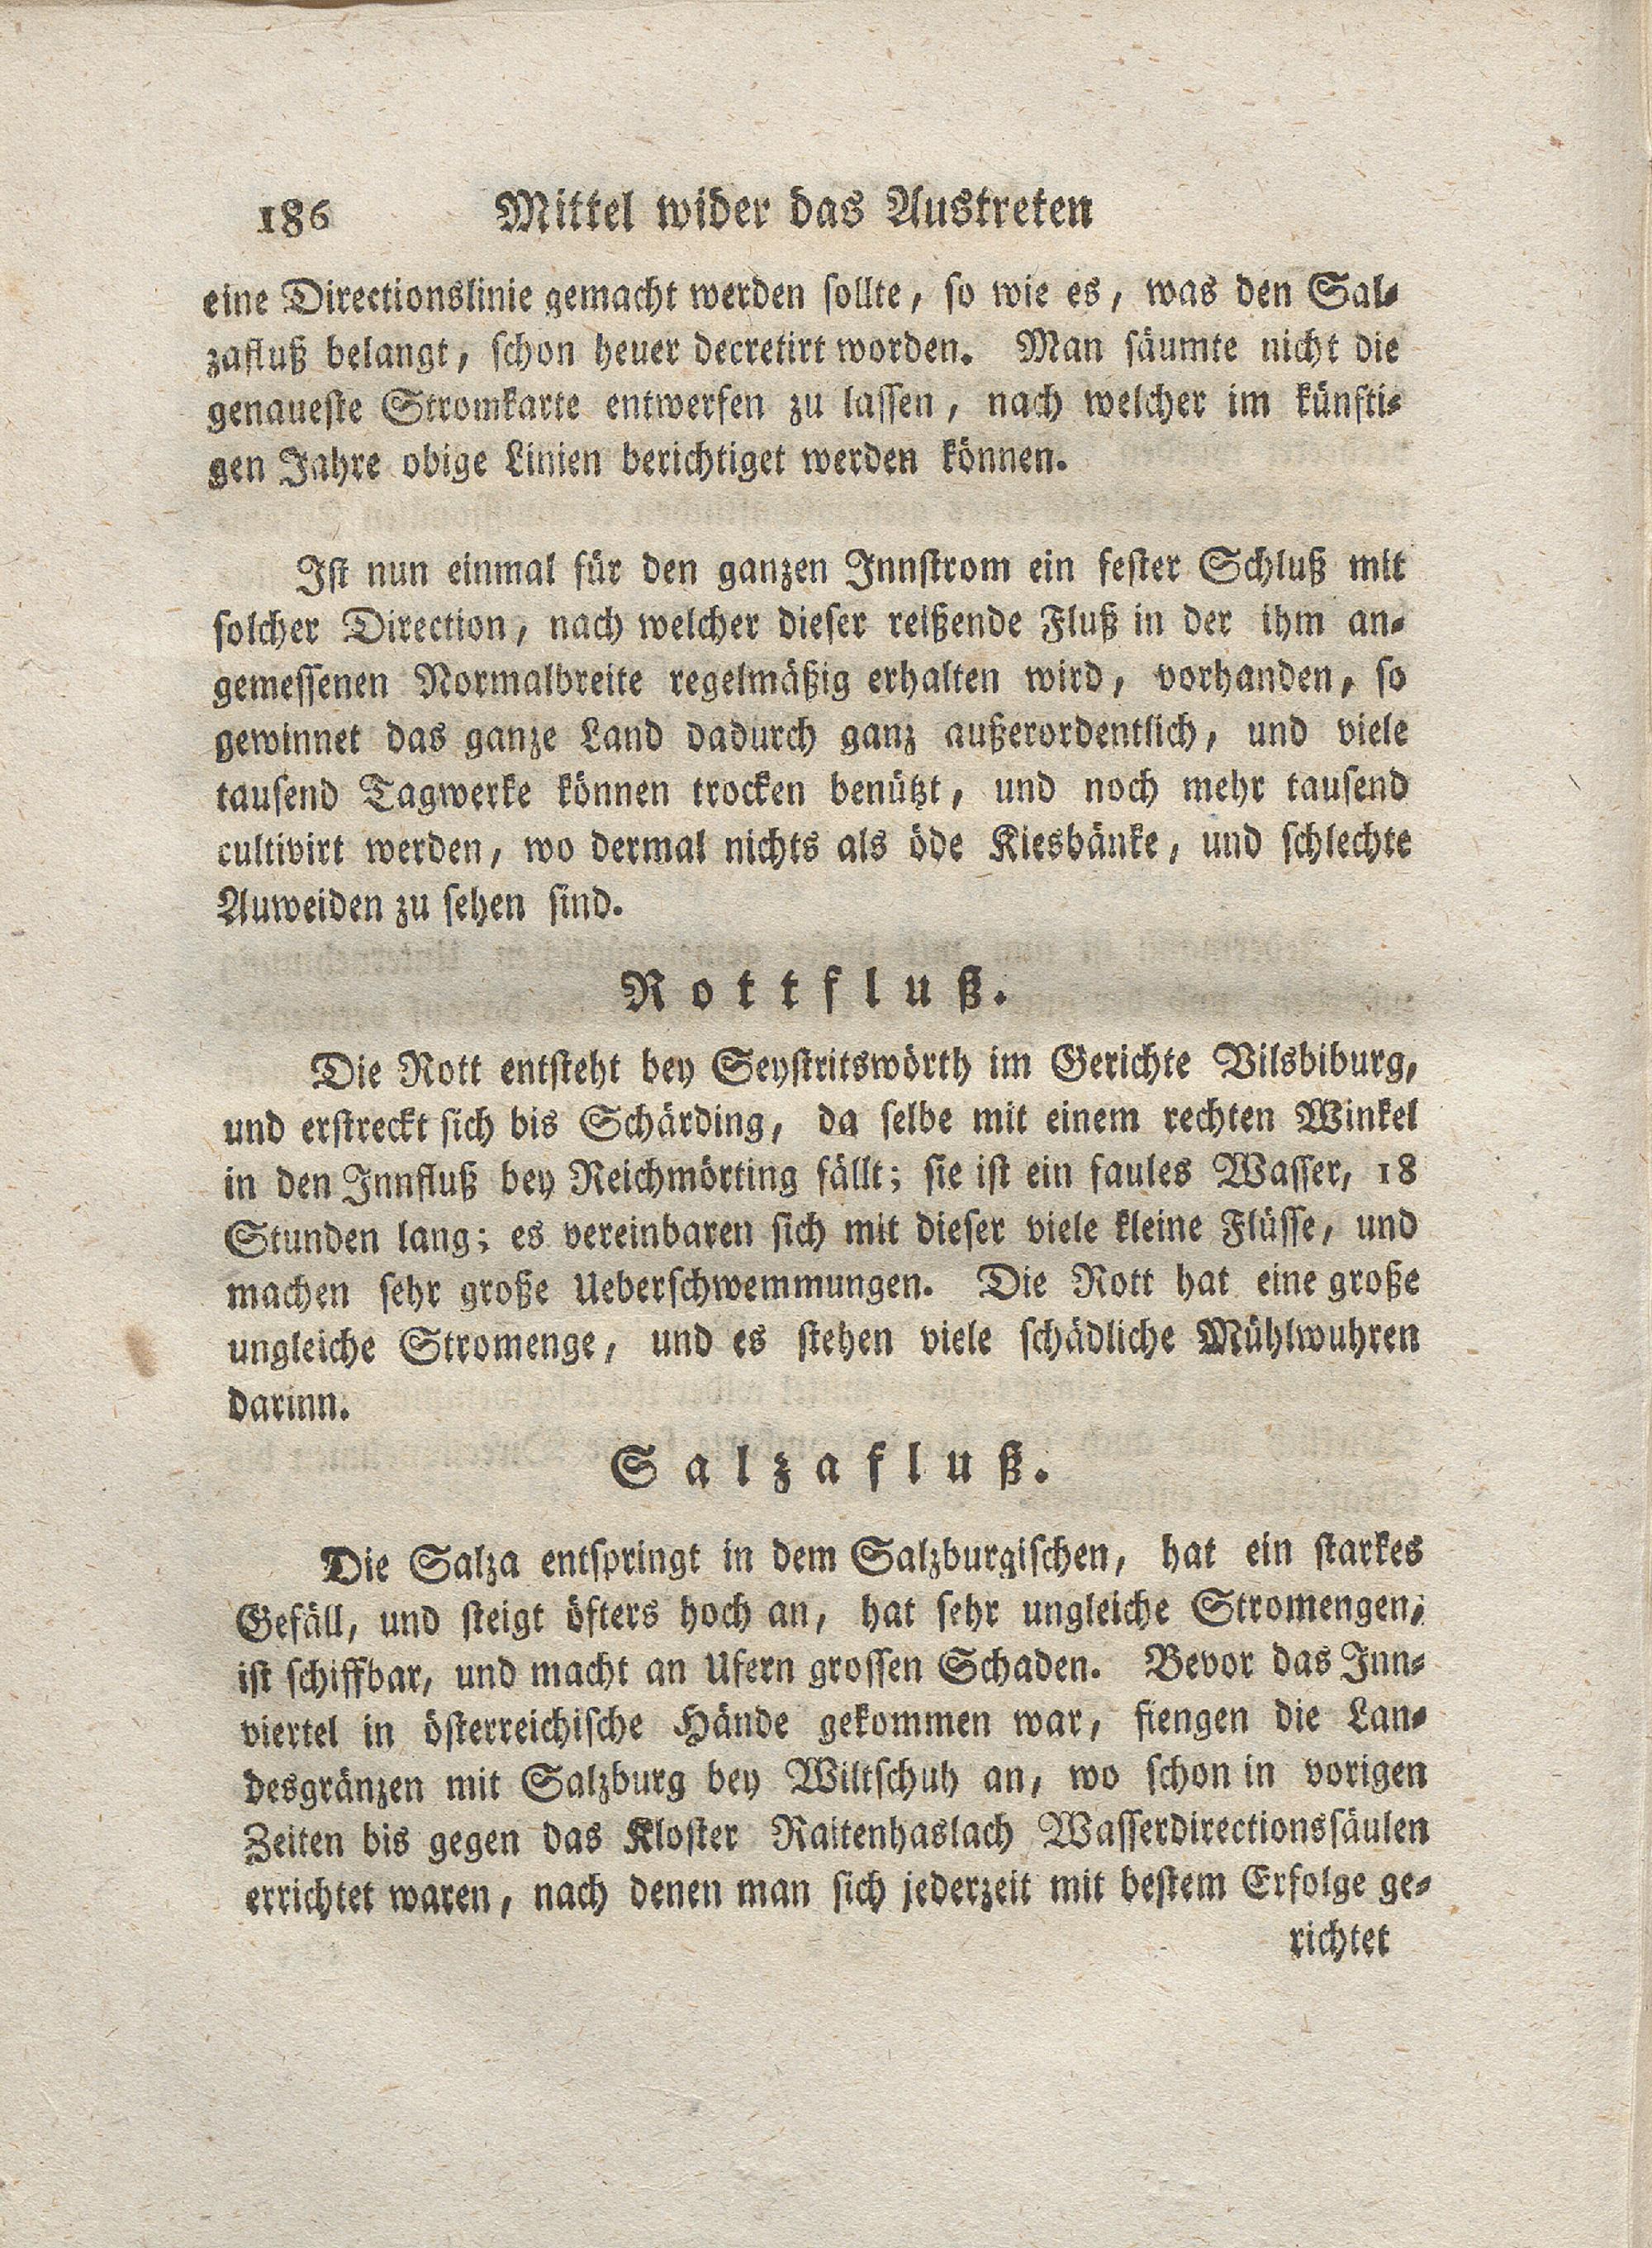 186 Mittel wider das Austreten
eine Directionslinie gemacht werden sollte, so wie es, was den Sal-
zafluß belangt, schon heuer decretirt worden. Man säumte nicht die
genaueste Stromkarte entwerfen zu lassen, nach welcher im künfti-
gen Jahre obige Linien berichtiget werden können.
Ist nun einmal für den ganzen Innstrom ein fester Schluß mit
solcher Direction, nach welcher dieser reißende Fluß in der ihm an-
gemessenen Normalbreite regelmäßig erhalten wird, vorhanden, so
gewinnet das ganze Land dadurch ganz außerordentlich, und viele
tausend Tagwerke können trocken benützt, und noch mehr tausend
cultivirt werden, wo dermal nichts als öde Kiesbänke, und schlechte
Auweiden zu sehen sind.
Rottfluß.
Die Rott entsteht bey Seystritswörth im Gerichte Vilsbiburg,
und erstreckt sich bis Schärding, da selbe mit einem rechten Winkel
in den Innfluß bey Reichmörting fällt; sie ist ein faules Wasser, 18
Stunden lang; es vereinbaren sich mit dieser viele kleine Flüsse, und
machen sehr große Ueberschwemmungen. Die Rott hat eine große
ungleiche Stromenge, und es stehen viele schädliche Mühlwuhren
darinn.
Salzafluß.
Die Salza entspringt in dem Salzburgischen, hat ein starkes
Gefäll, und steigt öfters hoch an, hat sehr ungleiche Stromengen,
ist schiffbar, und macht an Ufern grossen Schaden. Bevor das Inn-
viertel in österreichische Hände gekommen war, fiengen die Lan-
desgränzen mit Salzburg bey Wiltschuh an, wo schon in vorigen
Zeiten bis gegen das Kloster Raitenhaslach Wasserdirectionssäulen
errichtet waren, nach denen man sich jederzeit mit bestem Erfolge ge-
richtet